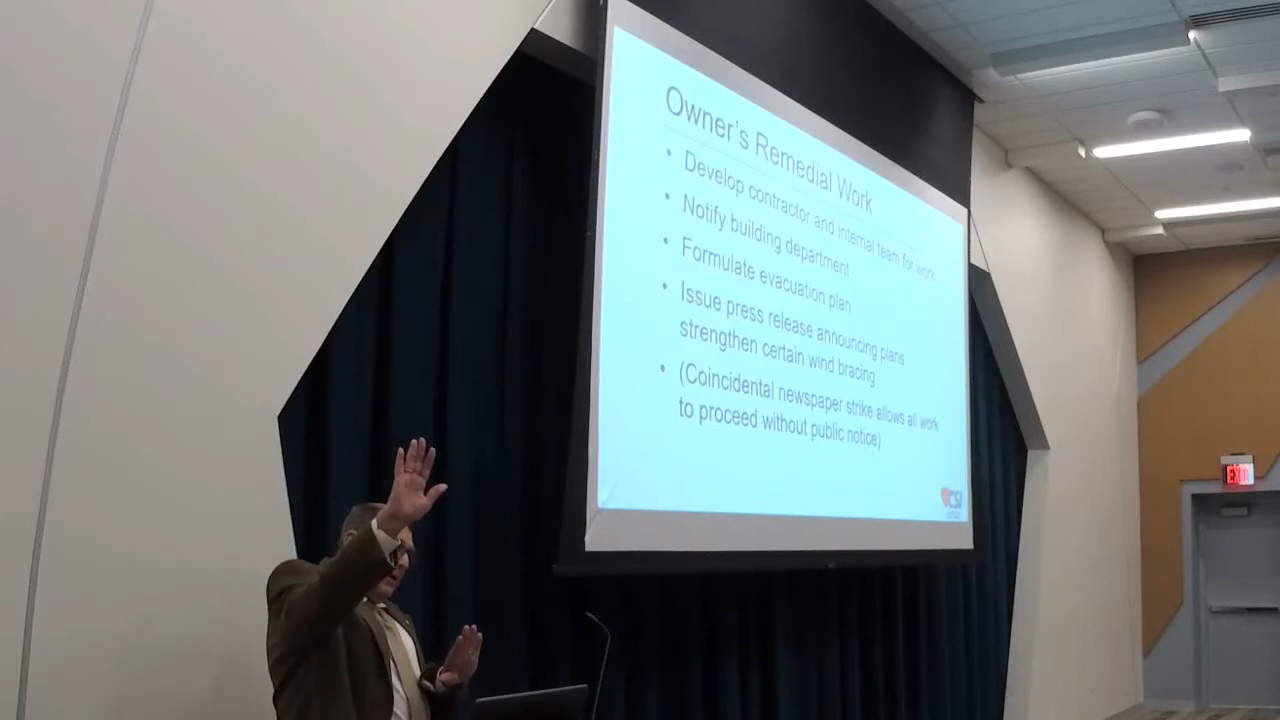 Owner's Remedial Work
• Develop contractor and internal team for work
• Notify building department
• Formulate evacuation plan
• Issue press release announcing plans
strengthen certain wind bracing
• (Coincidental newspaper strike allows all work
to proceed without public notice)
CSI
EXIT